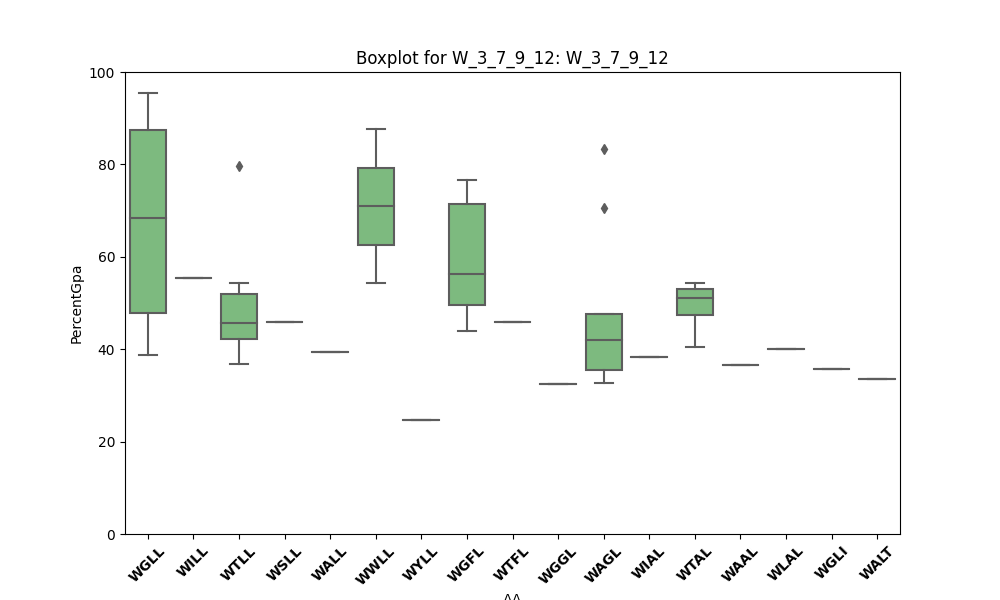 Boxplot for W_3_7_9_12: W_3_7_9_12
100
80
60
40
20
0
PercentGpa
WGLL
WILL
WTLL
WSLL
WALL
WWLL
WYLL
WGFL
WTFL
WGGL
WAGL
WIAL
WTAL
WAAL
WLAL
WGLI
WALT
AA